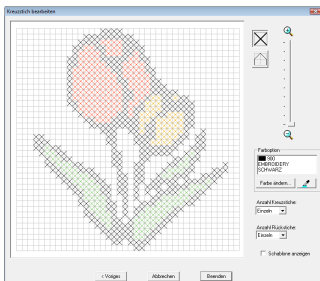 Kreuzstich bearbeiten
Farboption
900
EMBROIDERY
SCHWARZ
Farbe ändern...
Anzahl Kreuzstiche:
Einzeln
Anzahl Rückstiche:
Einzeln
Schablone anzeigen
< Voriges
Abbrechen
Beenden